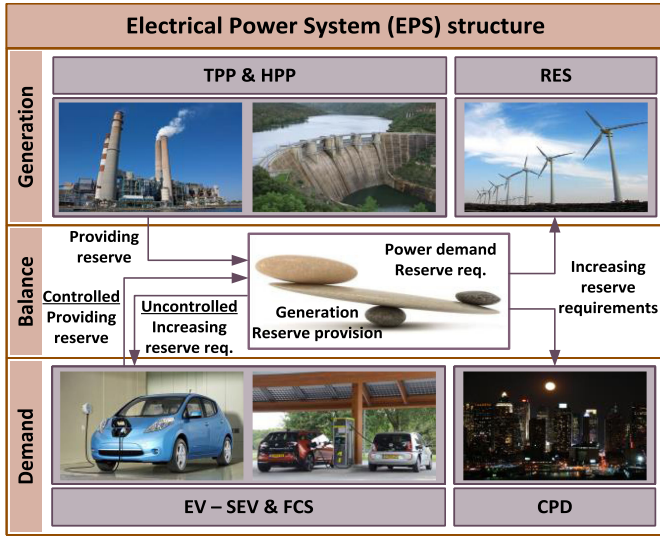 Electrical Power System (EPS) structure
Generation
TPP & HPP
RES
Balance
Providing
reserve
Controlled
Providing
reserve
Uncontrolled
Increasing
reserve req.
Power demand
Reserve req.
Generation
Reserve provision
Increasing
reserve
requirements
Demand
EV – SEV & FCS
CPD